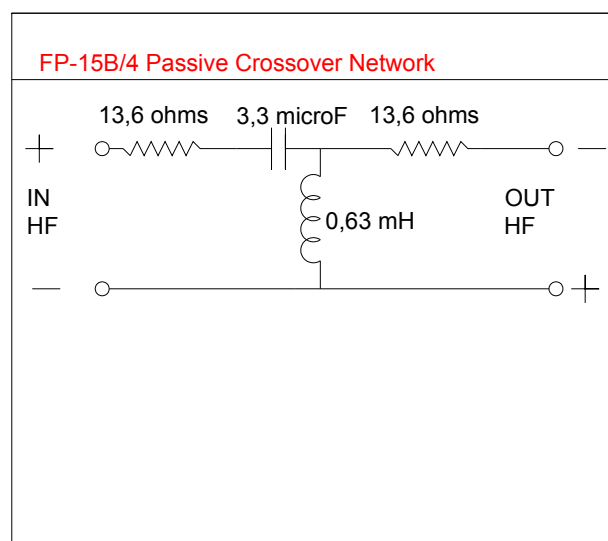 FP-15B/4 Passive Crossover Network
13,6 ohms 3,3 microF 13,6 ohms
+ −
IN OUT
HF HF
0,63 mH
− +